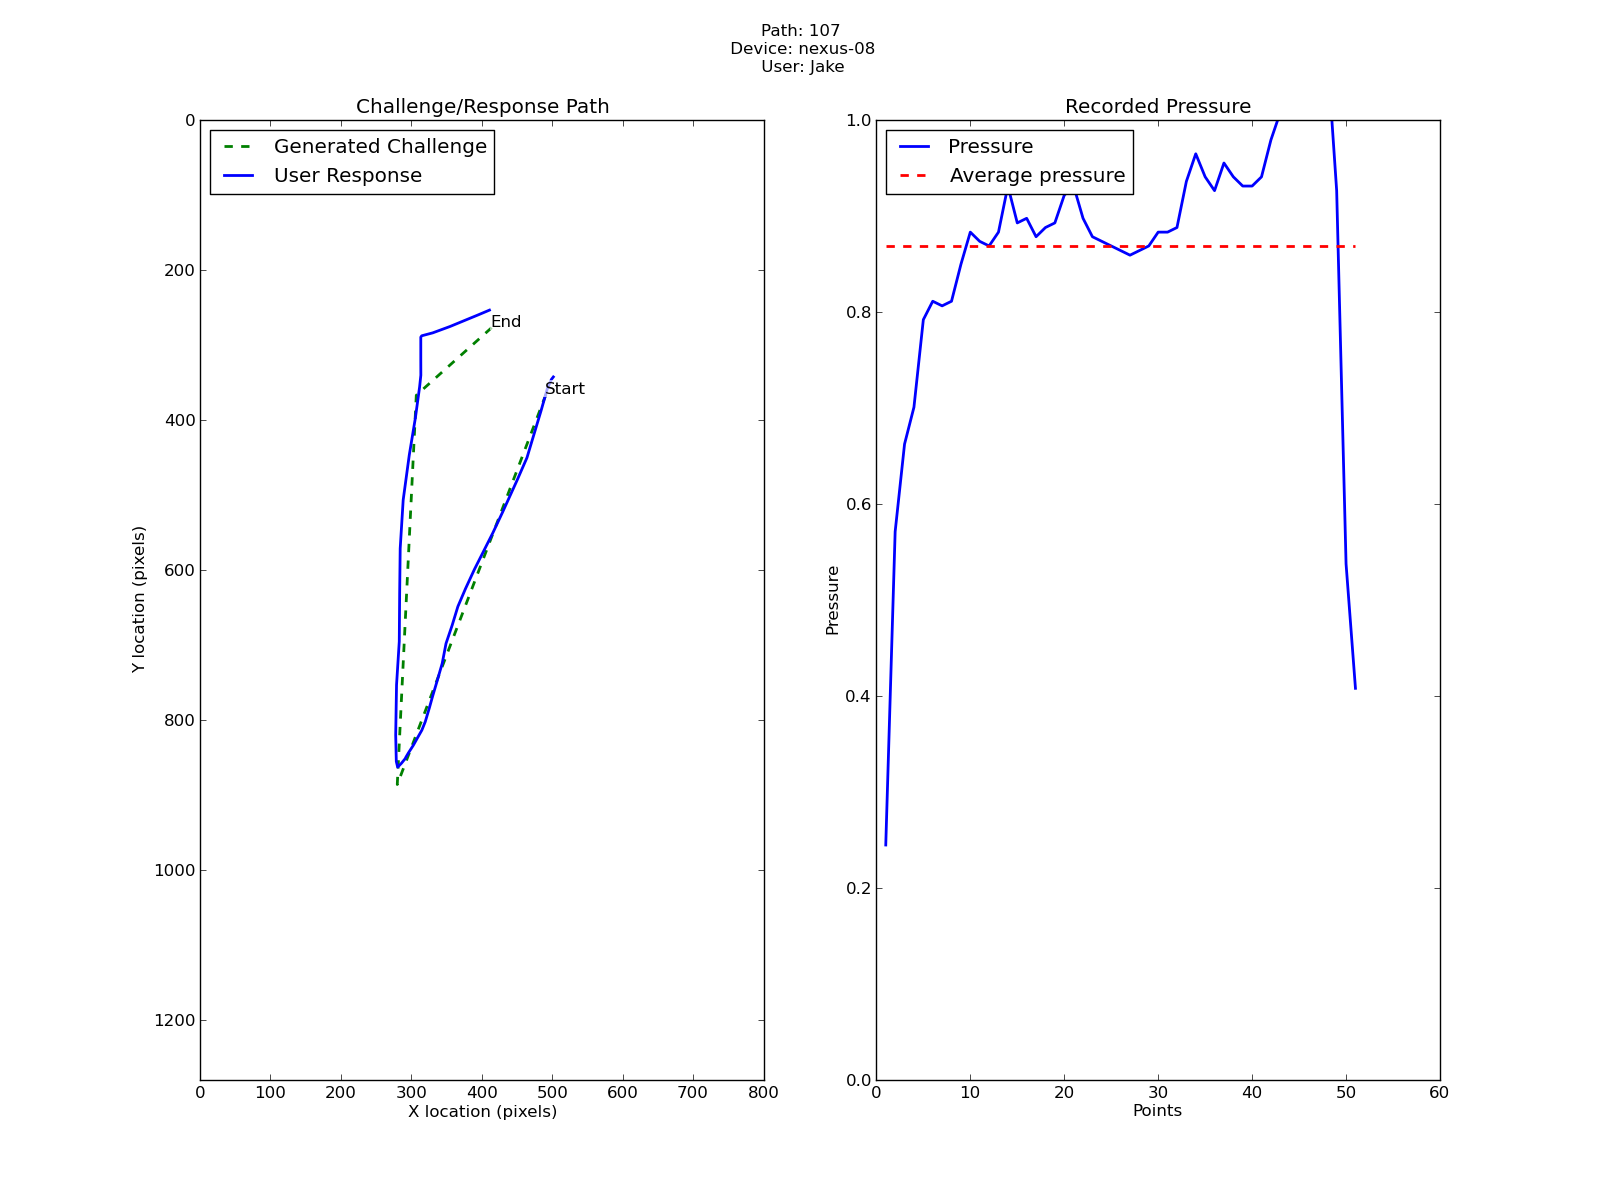 Path: 107
Device: nexus-08
User: Jake
Challenge/Response Path
Generated Challenge
User Response
End
Start
0
200
400
600
800
1000
1200
Y location (pixels)
0 100 200 300 400 500 600 700 800
X location (pixels)
Recorded Pressure
Pressure
Average pressure
1.0
0.8
0.6
0.4
0.2
0.0
Pressure
0 10 20 30 40 50 60
Points